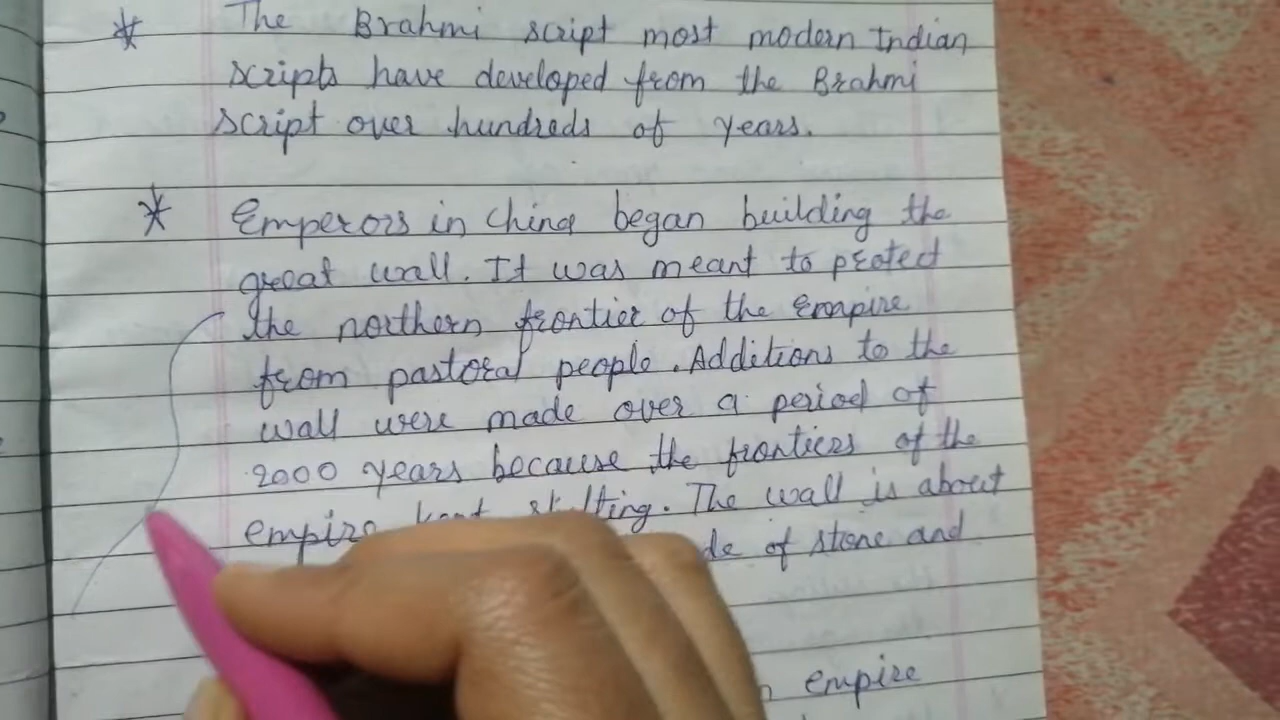 * The Brahmi script most modern Indian
scripts have developed from the Brahmi
script over hundreds of years.
* Emperors in China began building the
great wall. It was meant to protect
the northern frontier of the Empire
from pastoral people. Additions to the
wall were made over a period of
2000 years because the frontiers of the
empire kept shifting. The wall is about
of stone and
empire